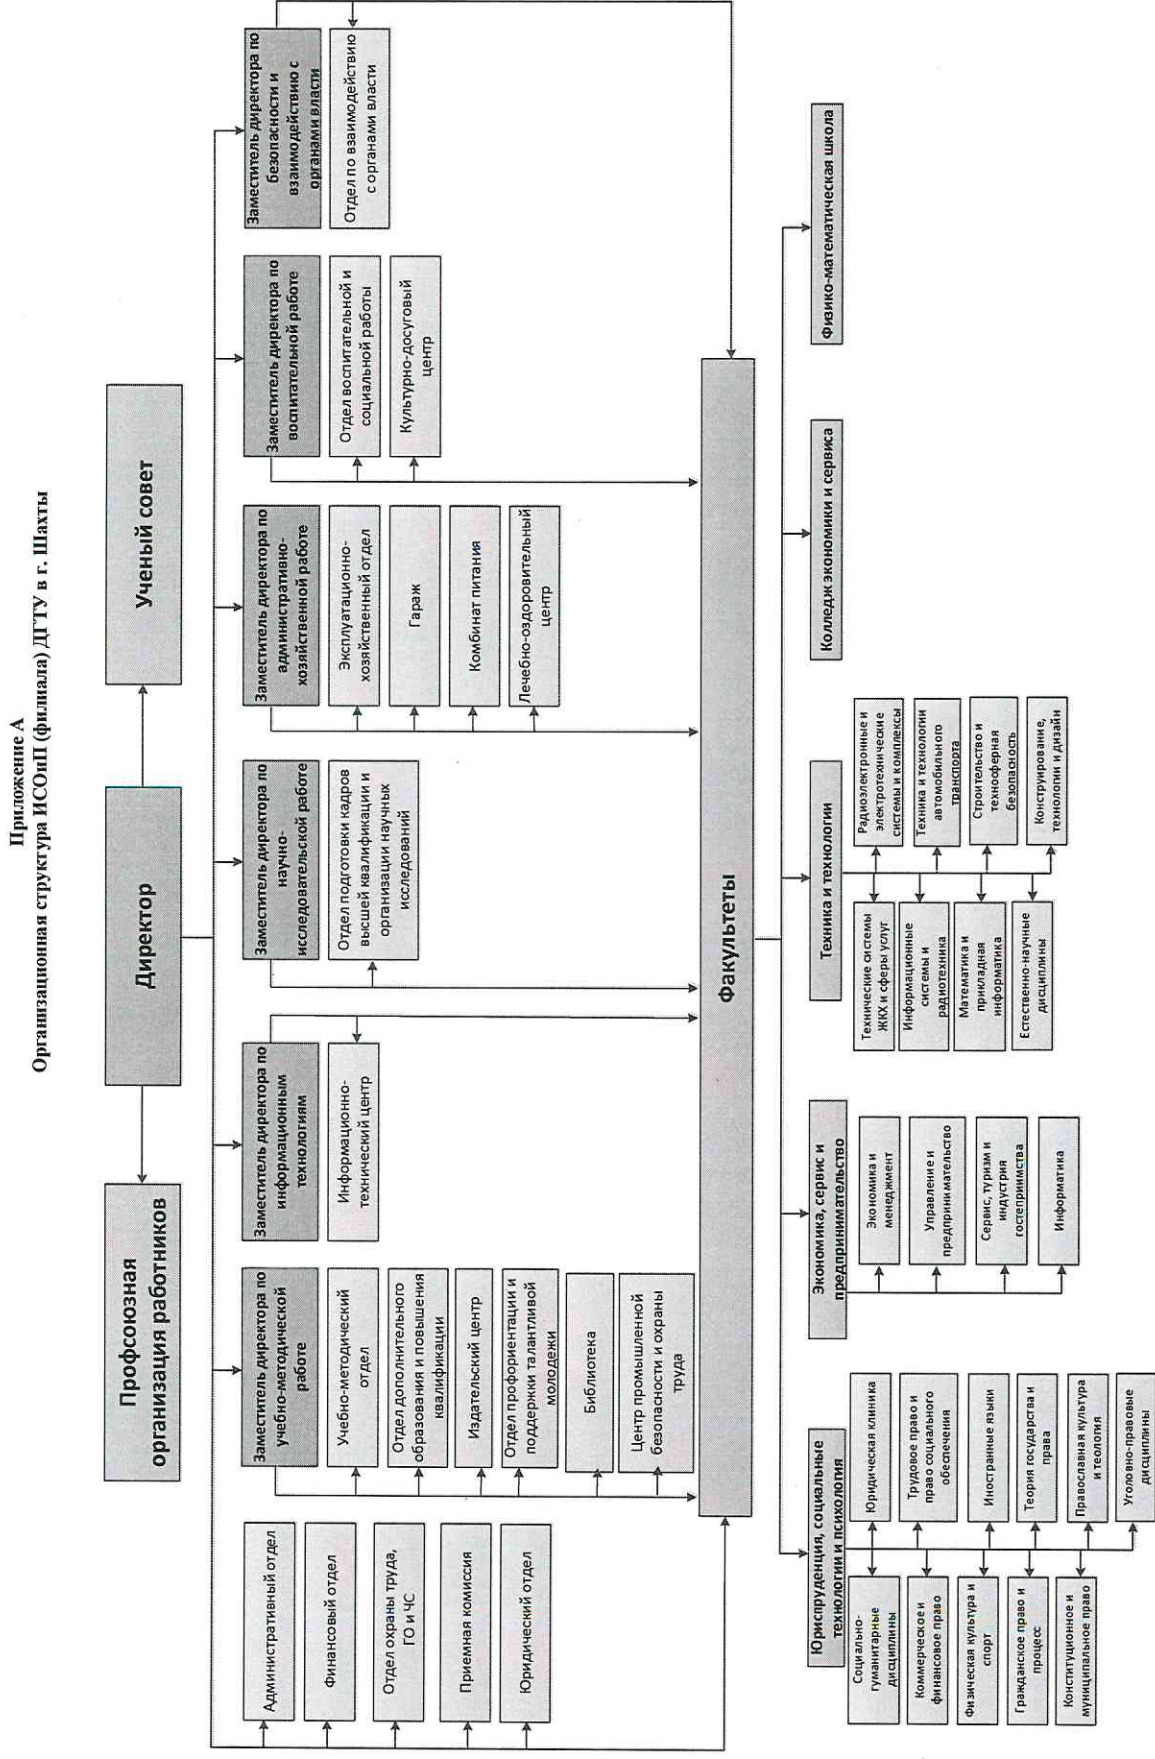 Приложение А
Организационная структура ИСОиП (филиала) ДГТУ в г. Шахты
Профсоюзная
организация работников
Директор
Ученый совет
Административный отдел
Финансовый отдел
Отдел охраны труда,
ГО и ЧС
Приемная комиссия
Юридический отдел
Заместитель директора по
учебно-методической
работе
Учебно-методический
отдел
Отдел дополнительного
образования и повышения
квалификации
Издательский центр
Отдел профориентации и
поддержки талантливой
молодежи
Библиотека
Центр промышленной
безопасности и охраны
труда
Заместитель директора по
информационным
технологиям
Информационно-
технический центр
Заместитель директора по
научно-
исследовательской работе
Отдел подготовки кадров
высшей квалификации и
организации научных
исследований
Заместитель директора по
административно-
хозяйственной работе
Эксплуатационно-
хозяйственный отдел
Гараж
Комбинат питания
Лечебно-оздоровительный
центр
Заместитель директора по
воспитательной работе
Отдел воспитательной и
социальной работы
Культурно-досуговый
центр
Заместитель директора по
безопасности и
взаимодействию с
органами власти
Отдел по взаимодействию
с органами власти
Факультеты
Юриспруденция, социальные
технологии и психология
Социально-
гуманитарные
дисциплины
Коммерческое и
финансовое право
Физическая культура и
спорт
Гражданское право и
процесс
Конституционное и
муниципальное право
Юридическая клиника
Трудовое право и
право социального
обеспечения
Иностранные языки
Теория государства и
права
Православная культура
и теология
Уголовно-правовые
дисциплины
Экономика, сервис и
предпринимательство
Экономика и
менеджмент
Управление и
предпринимательство
Сервис, туризм и
индустрия
гостеприимства
Информатика
Техника и технологии
Технические системы
ЖКХ и сферы услуг
Информационные
системы и
радиотехника
Математика и
прикладная
информатика
Естественно-научные
дисциплины
Радиоэлектронные и
электротехнические
системы и комплексы
Техника и технологии
автомобильного
транспорта
Строительство и
техносферная
безопасность
Конструирование,
технологии и дизайн
Колледж экономики и сервиса
Физико-математическая школа